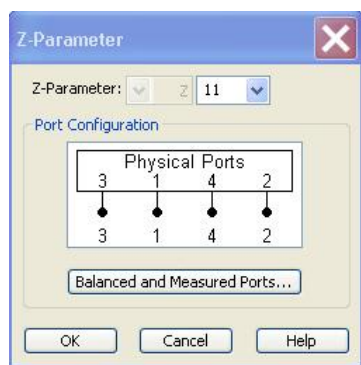 Z-Parameter
Z-Parameter: Z 11
Port Configuration
Physical Ports
3 1 4 2
3 1 4 2
Balanced and Measured Ports...
OK Cancel Help